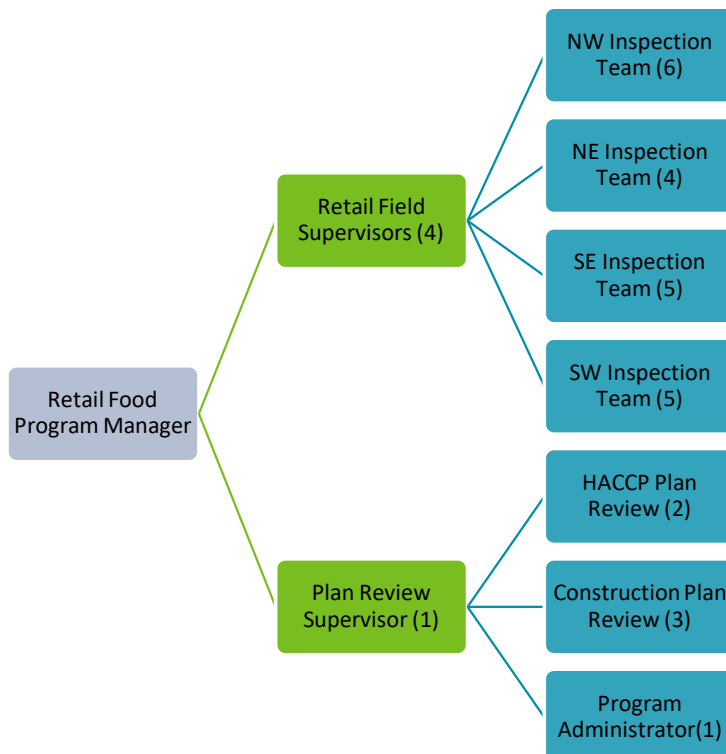 NW Inspection
Team (6)
NE Inspection
Team (4)
Retail Field
Supervisors (4)
SE Inspection
Team (5)
SW Inspection
Team (5)
Retail Food
Program Manager
HACCP Plan
Review (2)
Plan Review
Supervisor (1)
Construction Plan
Review (3)
Program
Administrator(1)